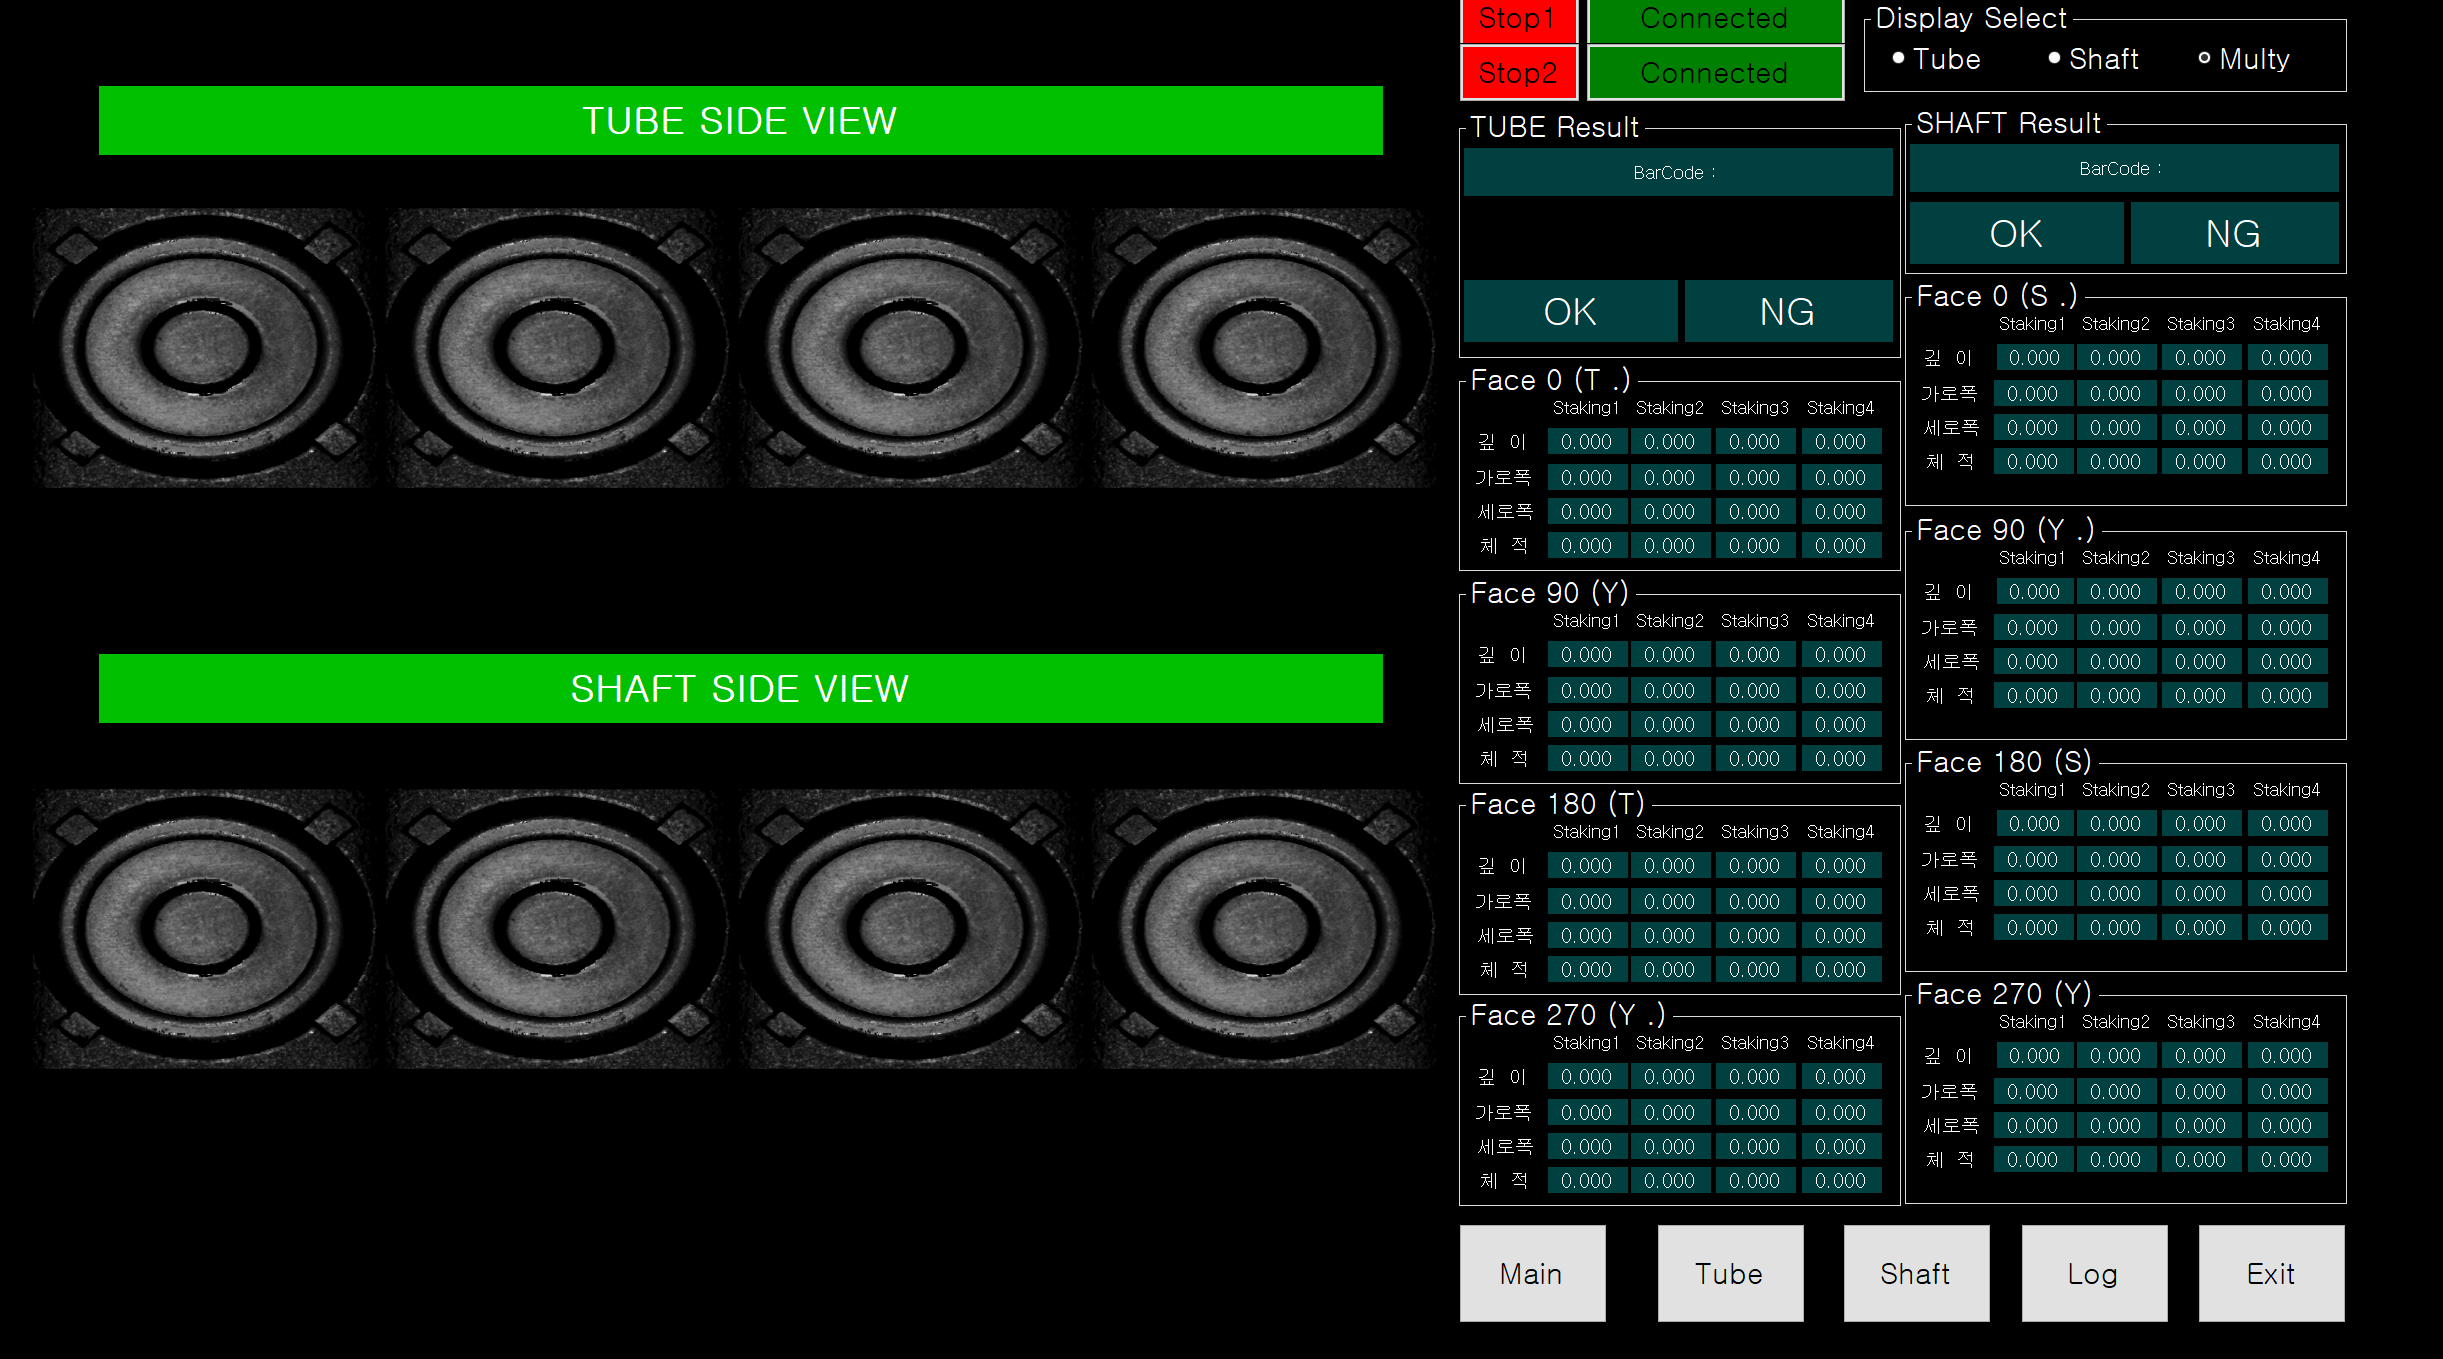 TUBE SIDE VIEW
SHAFT SIDE VIEW
Stop1 Connected
Stop2 Connected
Display Select
Tube Shaft Multy
TUBE Result
BarCode :
OK NG
Face 0 (T .)
Staking1 Staking2 Staking3 Staking4
깊 이 0.000 0.000 0.000 0.000
가로폭 0.000 0.000 0.000 0.000
세로폭 0.000 0.000 0.000 0.000
체 적 0.000 0.000 0.000 0.000
Face 90 (Y)
Staking1 Staking2 Staking3 Staking4
깊 이 0.000 0.000 0.000 0.000
가로폭 0.000 0.000 0.000 0.000
세로폭 0.000 0.000 0.000 0.000
체 적 0.000 0.000 0.000 0.000
Face 180 (T)
Staking1 Staking2 Staking3 Staking4
깊 이 0.000 0.000 0.000 0.000
가로폭 0.000 0.000 0.000 0.000
세로폭 0.000 0.000 0.000 0.000
체 적 0.000 0.000 0.000 0.000
Face 270 (Y .)
Staking1 Staking2 Staking3 Staking4
깊 이 0.000 0.000 0.000 0.000
가로폭 0.000 0.000 0.000 0.000
세로폭 0.000 0.000 0.000 0.000
체 적 0.000 0.000 0.000 0.000
SHAFT Result
BarCode :
OK NG
Face 0 (S .)
Staking1 Staking2 Staking3 Staking4
깊 이 0.000 0.000 0.000 0.000
가로폭 0.000 0.000 0.000 0.000
세로폭 0.000 0.000 0.000 0.000
체 적 0.000 0.000 0.000 0.000
Face 90 (Y .)
Staking1 Staking2 Staking3 Staking4
깊 이 0.000 0.000 0.000 0.000
가로폭 0.000 0.000 0.000 0.000
세로폭 0.000 0.000 0.000 0.000
체 적 0.000 0.000 0.000 0.000
Face 180 (S)
Staking1 Staking2 Staking3 Staking4
깊 이 0.000 0.000 0.000 0.000
가로폭 0.000 0.000 0.000 0.000
세로폭 0.000 0.000 0.000 0.000
체 적 0.000 0.000 0.000 0.000
Face 270 (Y)
Staking1 Staking2 Staking3 Staking4
깊 이 0.000 0.000 0.000 0.000
가로폭 0.000 0.000 0.000 0.000
세로폭 0.000 0.000 0.000 0.000
체 적 0.000 0.000 0.000 0.000
Main Tube Shaft Log Exit